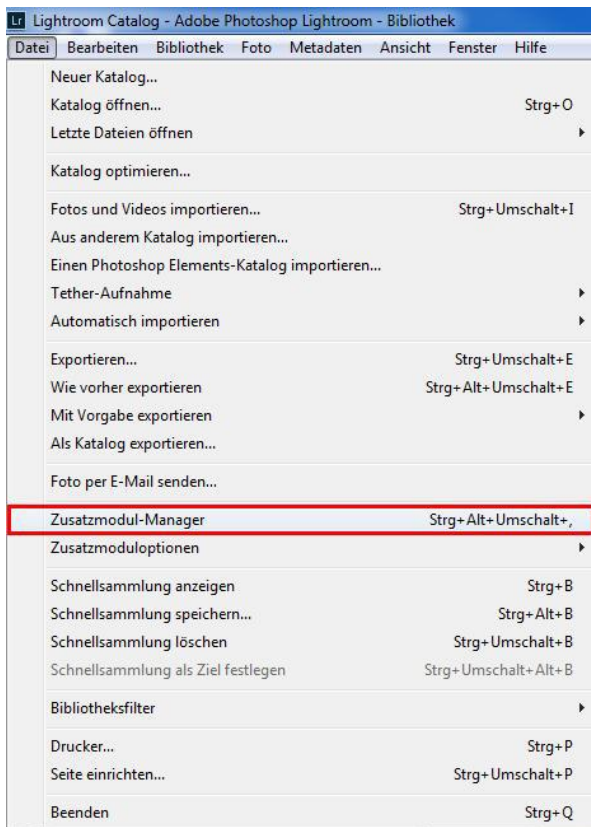 Lr Lightroom Catalog - Adobe Photoshop Lightroom - Bibliothek
Datei Bearbeiten Bibliothek Foto Metadaten Ansicht Fenster Hilfe
Neuer Katalog...
Katalog öffnen... Strg+O
Letzte Dateien öffnen
Katalog optimieren...
Fotos und Videos importieren... Strg+Umschalt+I
Aus anderem Katalog importieren...
Einen Photoshop Elements-Katalog importieren...
Tether-Aufnahme
Automatisch importieren
Exportieren... Strg+Umschalt+E
Wie vorher exportieren Strg+Alt+Umschalt+E
Mit Vorgabe exportieren
Als Katalog exportieren...
Foto per E-Mail senden...
Zusatzmodul-Manager Strg+Alt+Umschalt+,
Zusatzmoduloptionen
Schnellsammlung anzeigen Strg+B
Schnellsammlung speichern... Strg+Alt+B
Schnellsammlung löschen Strg+Umschalt+B
Schnellsammlung als Ziel festlegen Strg+Umschalt+Alt+B
Bibliotheksfilter
Drucker... Strg+P
Seite einrichten... Strg+Umschalt+P
Beenden Strg+Q